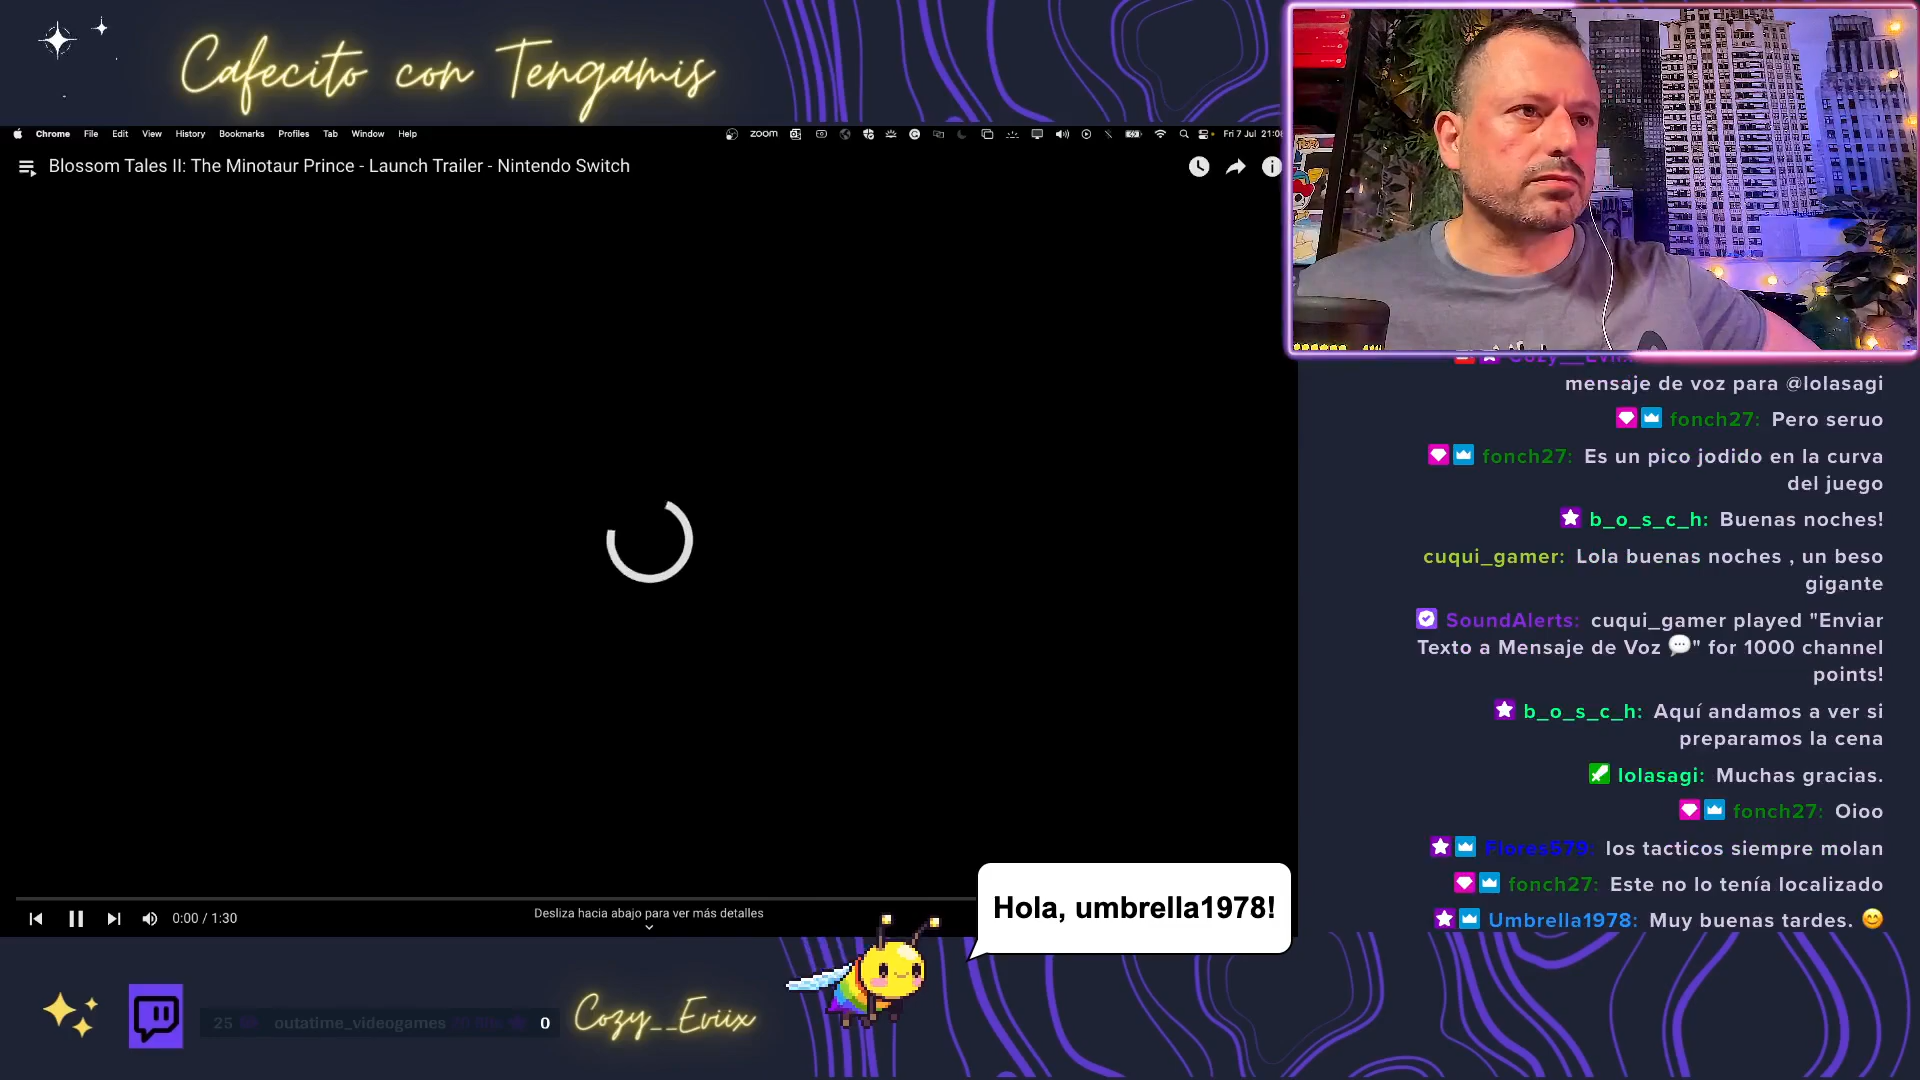 Cafecito con Tengamis
Chrome File Edit View History Bookmarks Profiles Tab Window Help zoom Fri 7 Jul 21:08
Blossom Tales II: The Minotaur Prince - Launch Trailer - Nintendo Switch
mensaje de voz para @lolasagi
fonch27: Pero seruo
fonch27: Es un pico jodido en la curva
del juego
b_o_s_c_h: Buenas noches!
cuqui_gamer: Lola buenas noches , un beso
gigante
SoundAlerts: cuqui_gamer played "Enviar
Texto a Mensaje de Voz 💬" for 1000 channel
points!
b_o_s_c_h: Aquí andamos a ver si
preparamos la cena
lolasagi: Muchas gracias.
fonch27: Oioo
Flores579: los tacticos siempre molan
fonch27: Este no lo tenía localizado
Umbrella1978: Muy buenas tardes. 😊
0:00 / 1:30
Desliza hacia abajo para ver más detalles
Hola, umbrella1978!
25 outatime_videogames 0
Cozy__Eviix